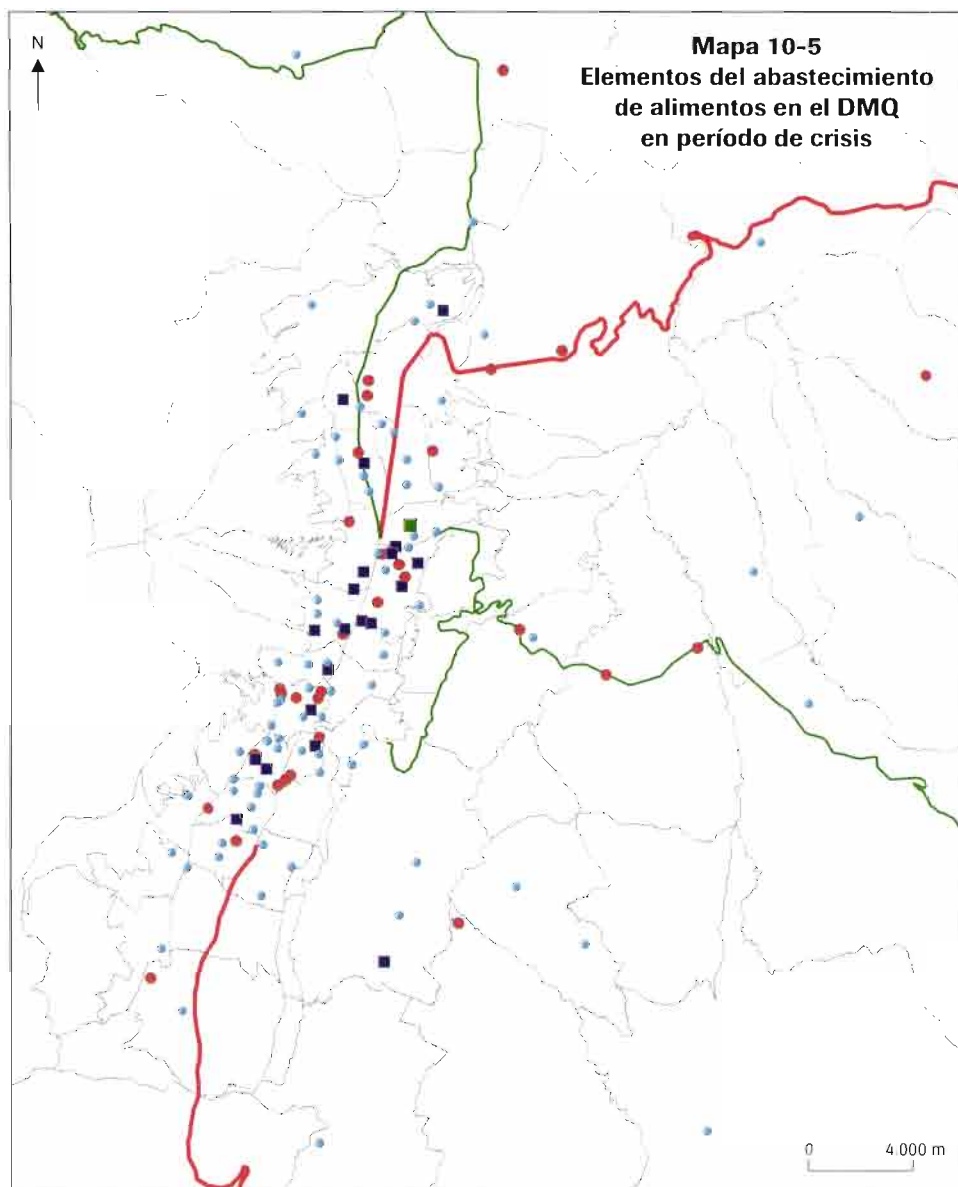 N
Mapa 10-5
Elementos del abastecimiento
de alimentos en el DMQ
en período de crisis
0 4.000 m